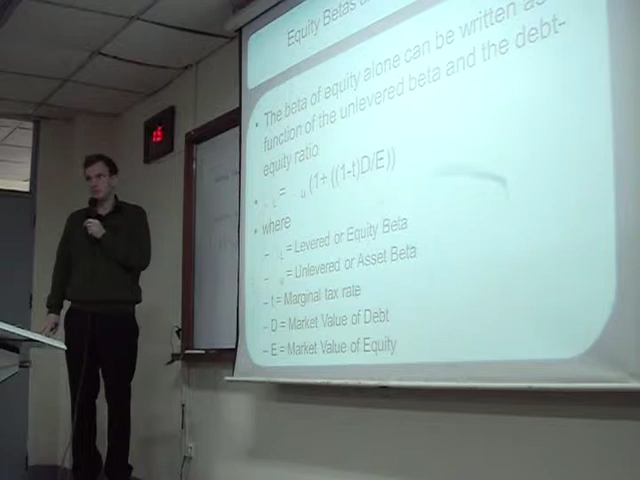 Equity Betas
• The beta of equity alone can be written as
function of the unlevered beta and the debt-
equity ratio
• L = u (1+ ((1-t)D/E))
• where
– L = Levered or Equity Beta
– u = Unlevered or Asset Beta
– t = Marginal tax rate
– D = Market Value of Debt
– E = Market Value of Equity